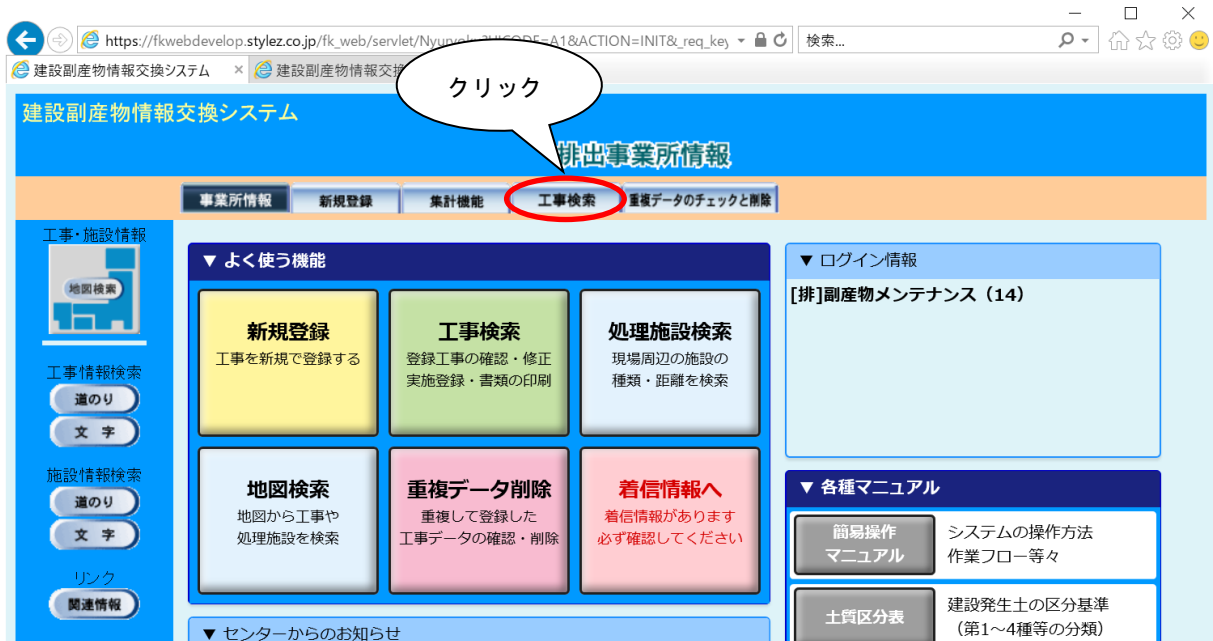 https://fkwebdevelop.stylez.co.jp/fk_web/servlet/Nyuryoku?UICODE=A1&ACTION=INIT&_req_key
検索...
建設副産物情報交換システム
建設副産物情報交換
クリック
建設副産物情報交換システム
排出事業所情報
事業所情報
新規登録
集計機能
工事検索
重複データのチェックと削除
工事・施設情報
地図検索
工事情報検索
道のり
文 字
施設情報検索
道のり
文 字
リンク
関連情報
▼ よく使う機能
新規登録
工事を新規で登録する
工事検索
登録工事の確認・修正
実施登録・書類の印刷
処理施設検索
現場周辺の施設の
種類・距離を検索
地図検索
地図から工事や
処理施設を検索
重複データ削除
重複して登録した
工事データの確認・削除
着信情報へ
着信情報があります
必ず確認してください
▼ センターからのお知らせ
▼ ログイン情報
[排]副産物メンテナンス（14）
▼ 各種マニュアル
簡易操作
マニュアル
システムの操作方法
作業フロー等々
土質区分表
建設発生土の区分基準
（第1～4種等の分類）